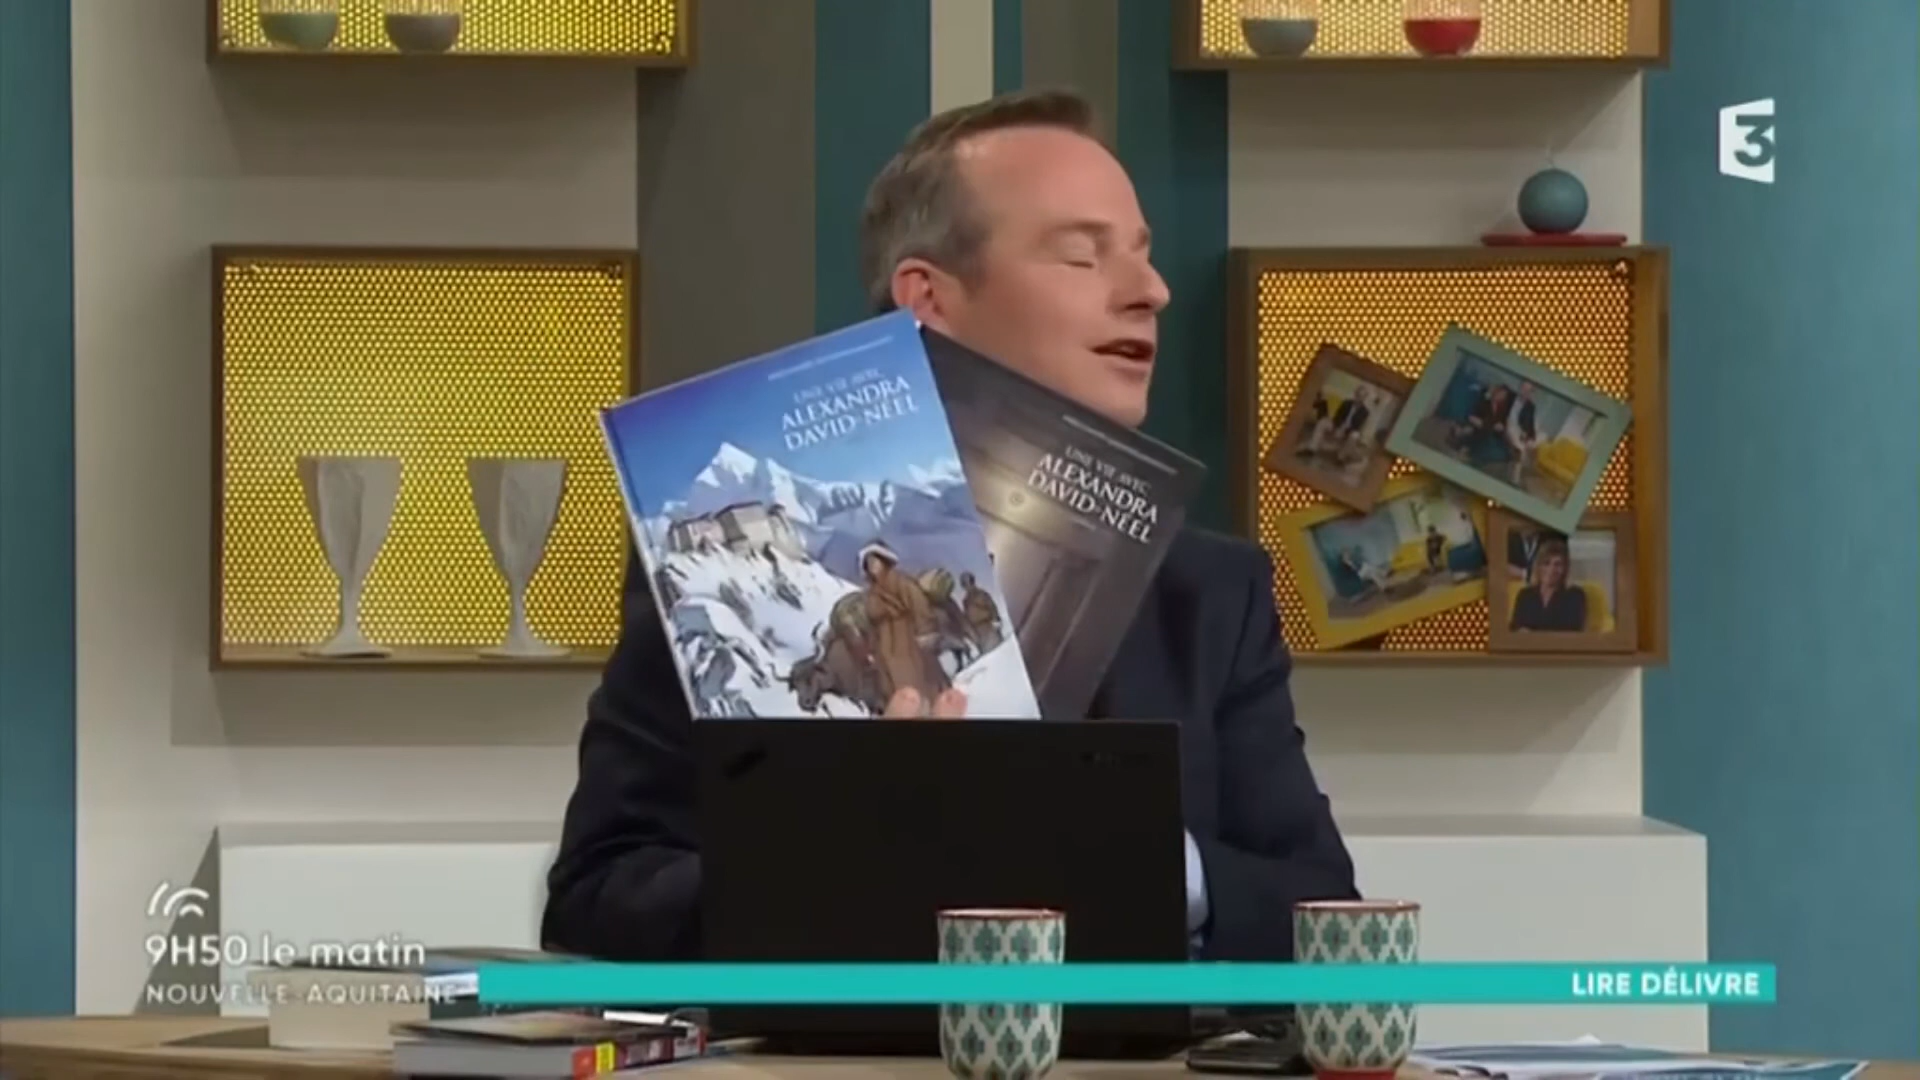 3
UNE VIE AVEC
ALEXANDRA
DAVID-NÉEL
UNE VIE AVEC
ALEXANDRA
DAVID-NÉEL
9H50 le matin
NOUVELLE-AQUITAINE
LIRE DÉLIVRE